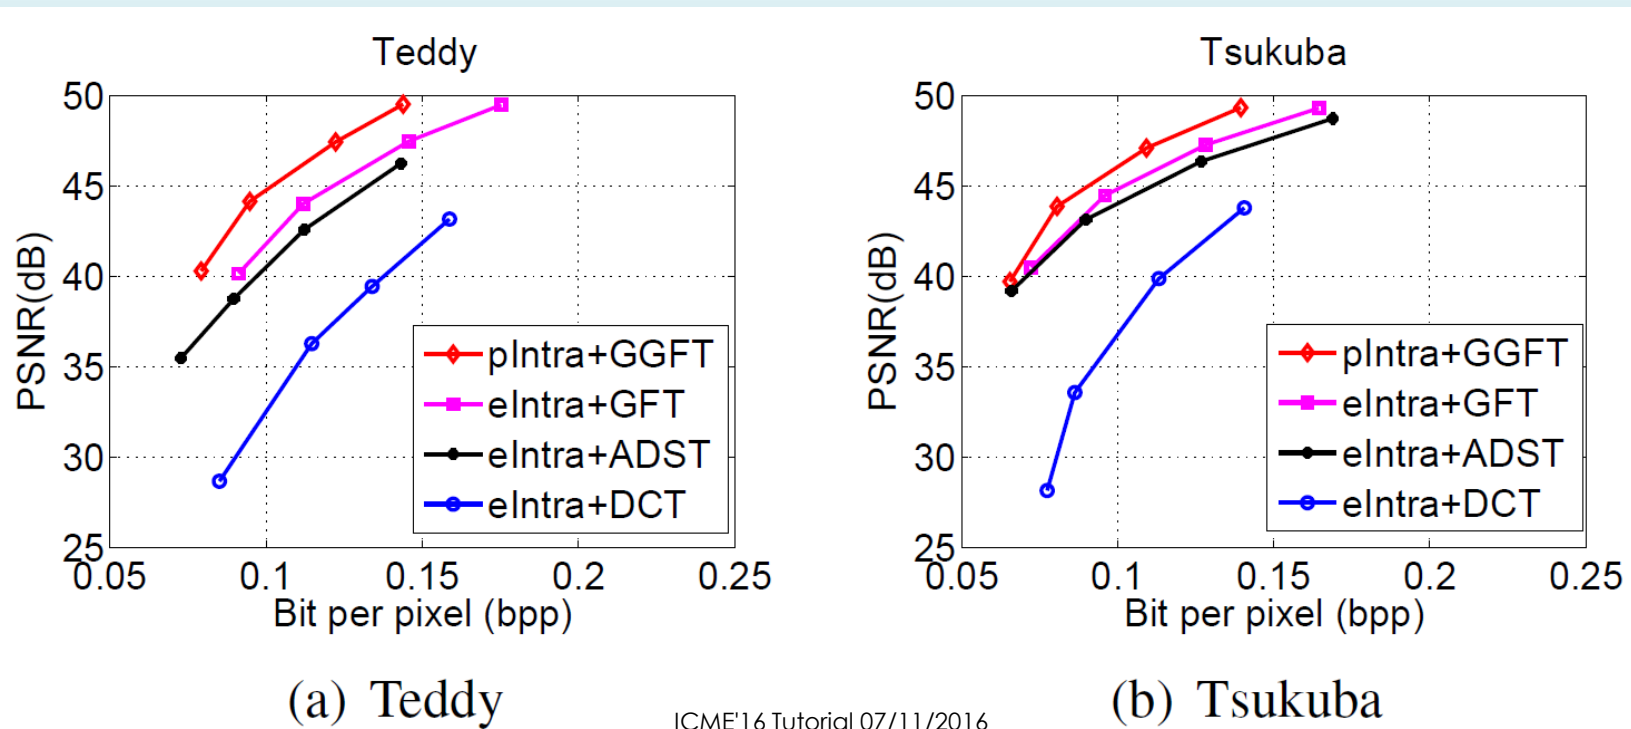 Teddy
50
45
40
35
30
25
PSNR(dB)
pIntra+GGFT
eIntra+GFT
eIntra+ADST
eIntra+DCT
0.05 0.1 0.15 0.2 0.25
Bit per pixel (bpp)
(a) Teddy
Tsukuba
50
45
40
35
30
25
PSNR(dB)
pIntra+GGFT
eIntra+GFT
eIntra+ADST
eIntra+DCT
0.05 0.1 0.15 0.2 0.25
Bit per pixel (bpp)
(b) Tsukuba
ICME'16 Tutorial 07/11/2016